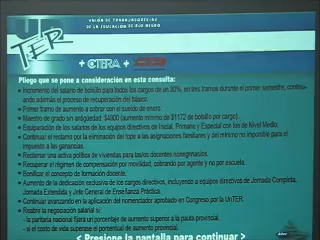 UNIÓN DE TRABAJADORES/AS
DE LA EDUCACIÓN DE RÍO NEGRO
UnTER
+ CTERA +
Pliego que se pone a consideración en esta consulta:
• Incremento del salario de bolsillo para todos los cargos de un 30%, en tres tramos durante el primer semestre, continu-
ando además el proceso de recuperación del básico.
• Primer tramo de aumento a cobrar con el sueldo de enero.
• Maestro de grado sin antigüedad: $4900 (aumento mínimo de $1172 de bolsillo por cargo).
• Equiparación de los salarios de los equipos directivos de Inicial, Primaria y Especial con los de Nivel Medio.
• Continuar el reclamo por la eliminación del tope a las asignaciones familiares y del mínimo no imponible para el
impuesto a las ganancias.
• Reclamar una activa política de viviendas para los/as docentes rionegrinos/as.
• Recuperar el régimen de compensación por movilidad, cobrando por agente y no por escuela.
• Bonificar el concepto de formación docente.
• Aumento de la dedicación exclusiva de los cargos directivos, incluyendo a equipos directivos de Jornada Completa,
Jornada Extendida y Jefe General de Enseñanza Práctica.
• Continuar avanzando en la aplicación del nomenclador aprobado en Congreso por la UnTER.
• Reabrir la negociación salarial si:
- la paritaria nacional fijara un porcentaje de aumento superior a la pauta provincial.
- el costo de vida supere el porcentual de aumento provincial.
< Presione la pantalla para continuar >